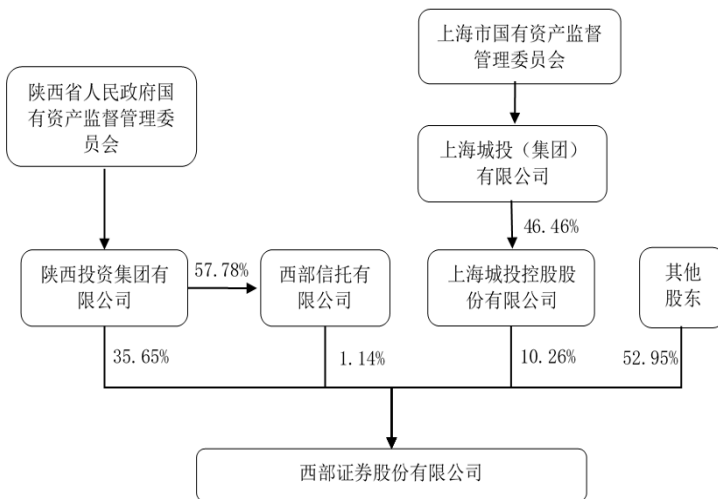 上海市国有资产监督
管理委员会
陕西省人民政府国
有资产监督管理委
员会
上海城投（集团）
有限公司
46.46%
陕西投资集团有
限公司
57.78%
西部信托有
限公司
上海城投控股股
份有限公司
其他
股东
35.65%
1.14%
10.26%
52.95%
西部证券股份有限公司